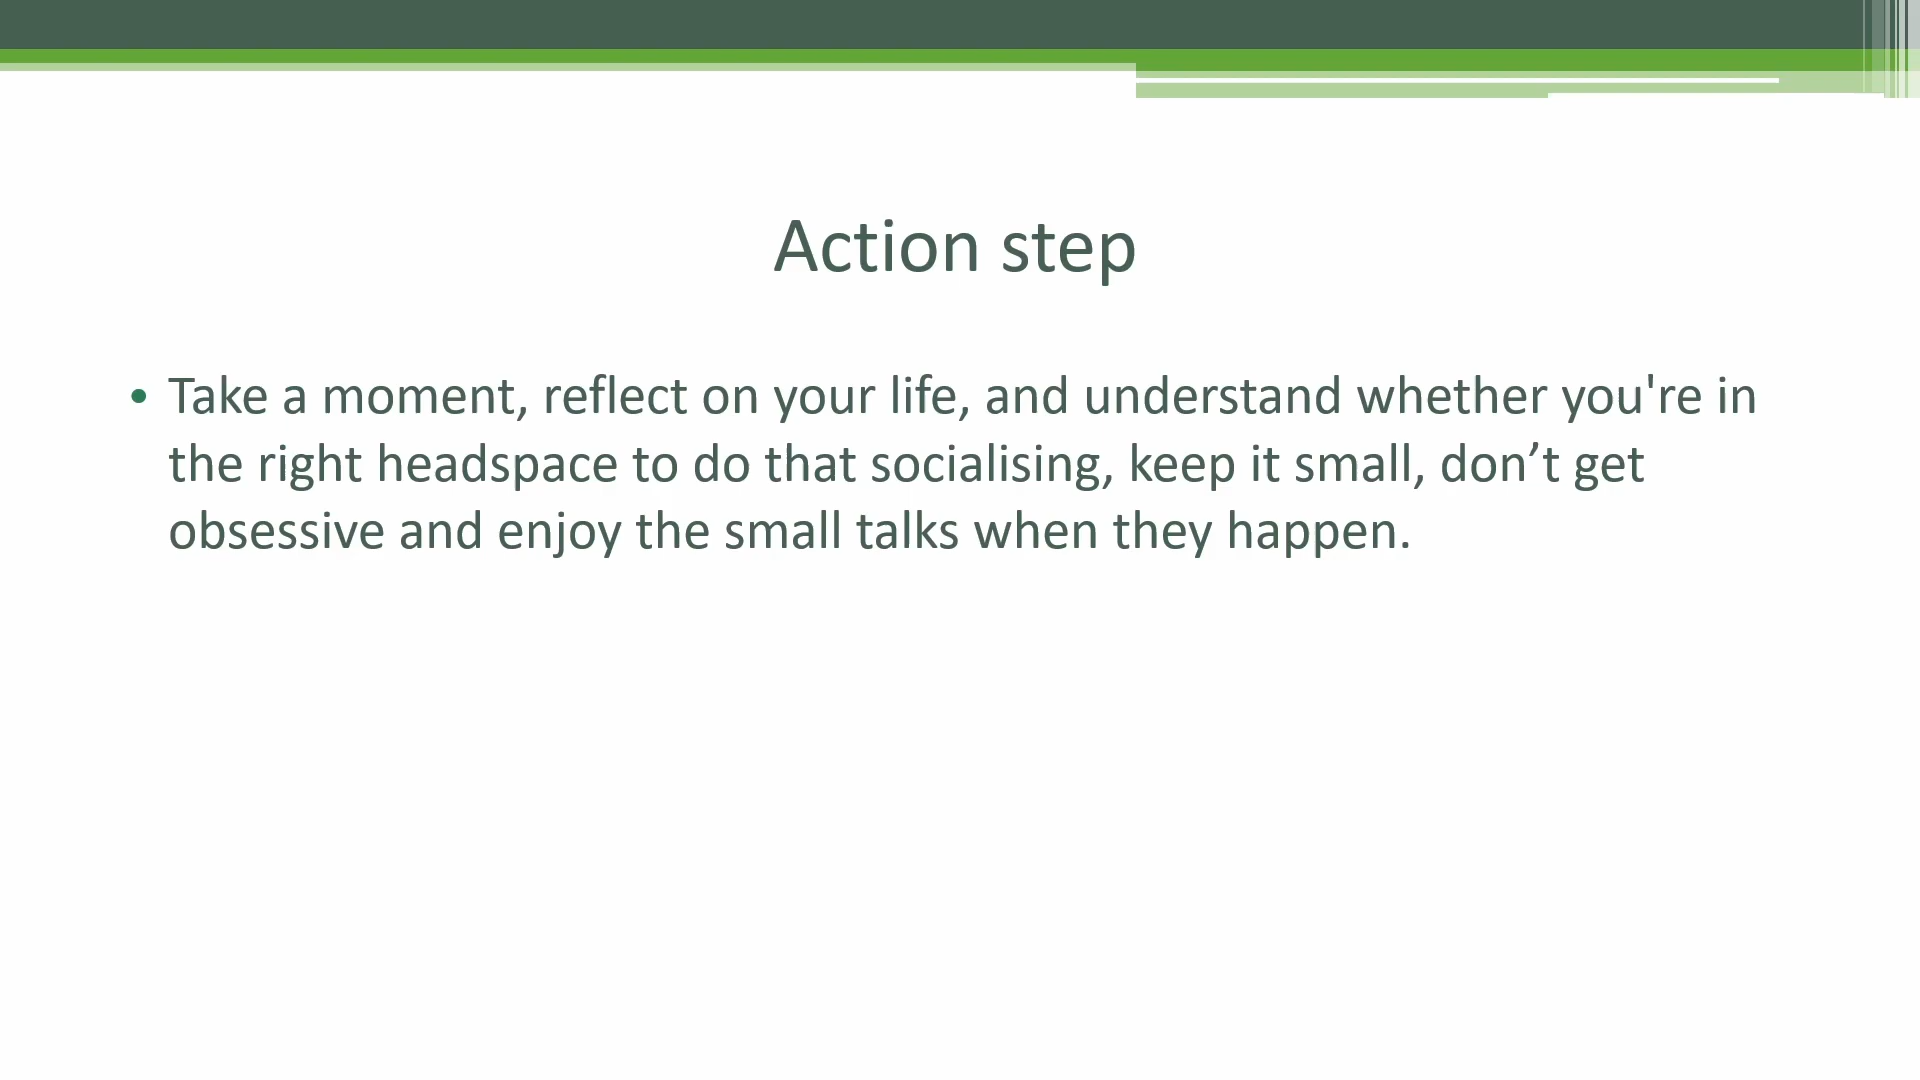 Action step
• Take a moment, reflect on your life, and understand whether you're in
the right headspace to do that socialising, keep it small, don’t get
obsessive and enjoy the small talks when they happen.